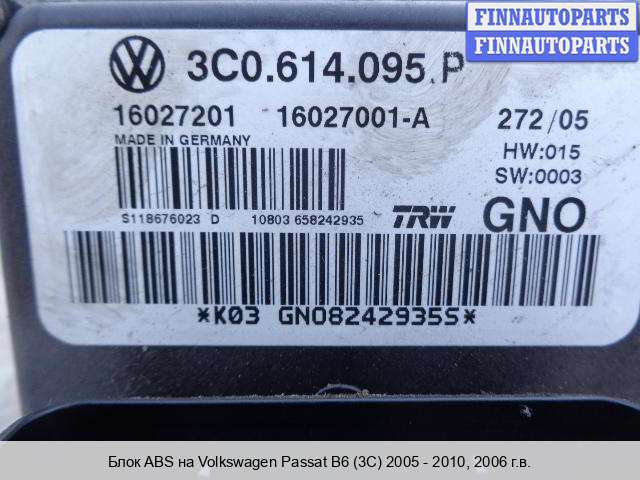 FINNAUTOPARTS
FINNAUTOPARTS
3C0.614.095.P
16027201 16027001-A 272/05
MADE IN GERMANY
HW:015
SW:0003
S118676023 D 10803 658242935
TRW GNO
*K03 GNO8242935S*
Блок ABS на Volkswagen Passat B6 (3C) 2005 - 2010, 2006 г.в.